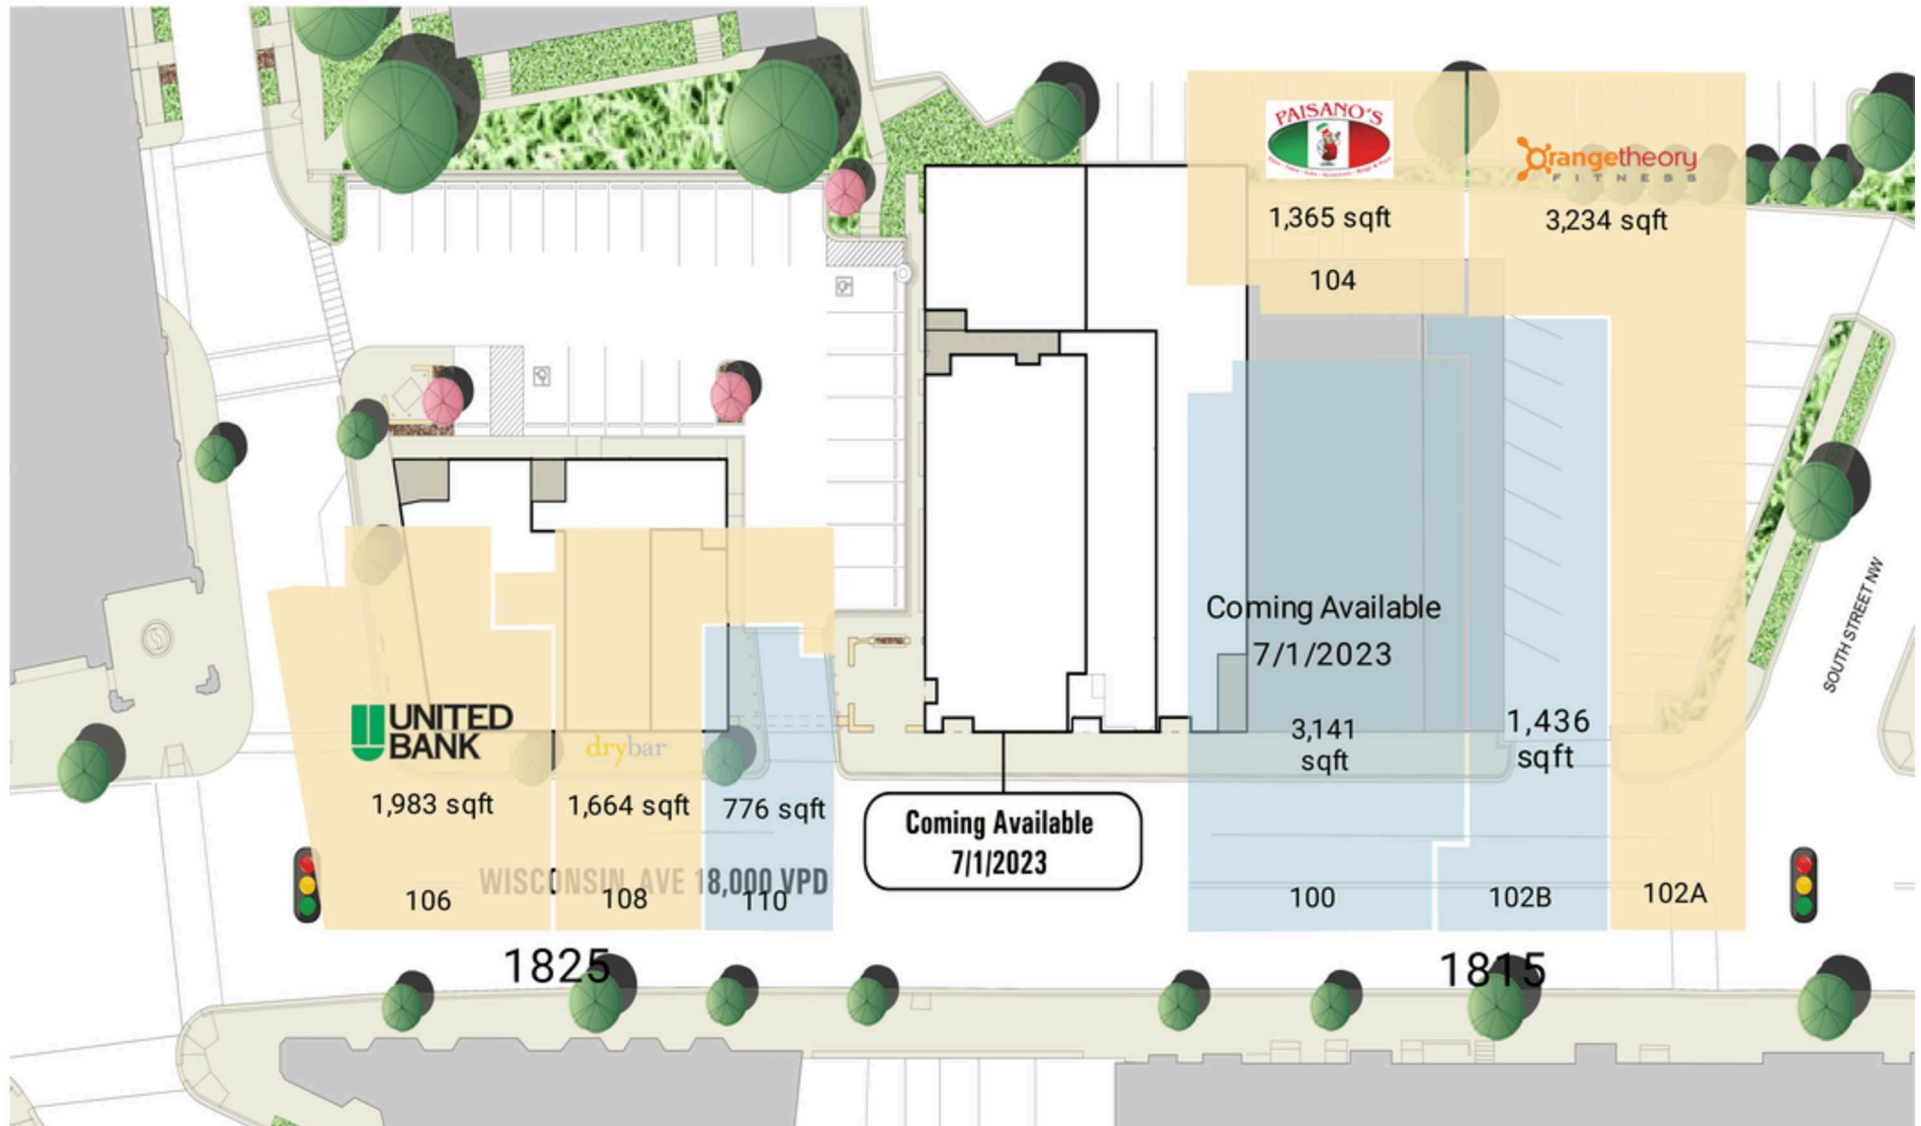 PAISANO'S
Orangetheory
FITNESS
1,365 sqft
3,234 sqft
104
Coming Available
7/1/2023
3,141
sqft
1,436
sqft
SOUTH STREET NW
UNITED
BANK
drybar
1,983 sqft
1,664 sqft
776 sqft
Coming Available
7/1/2023
WISCONSIN AVE 18,000 VPD
106
108
110
100
102B
102A
1825
1815